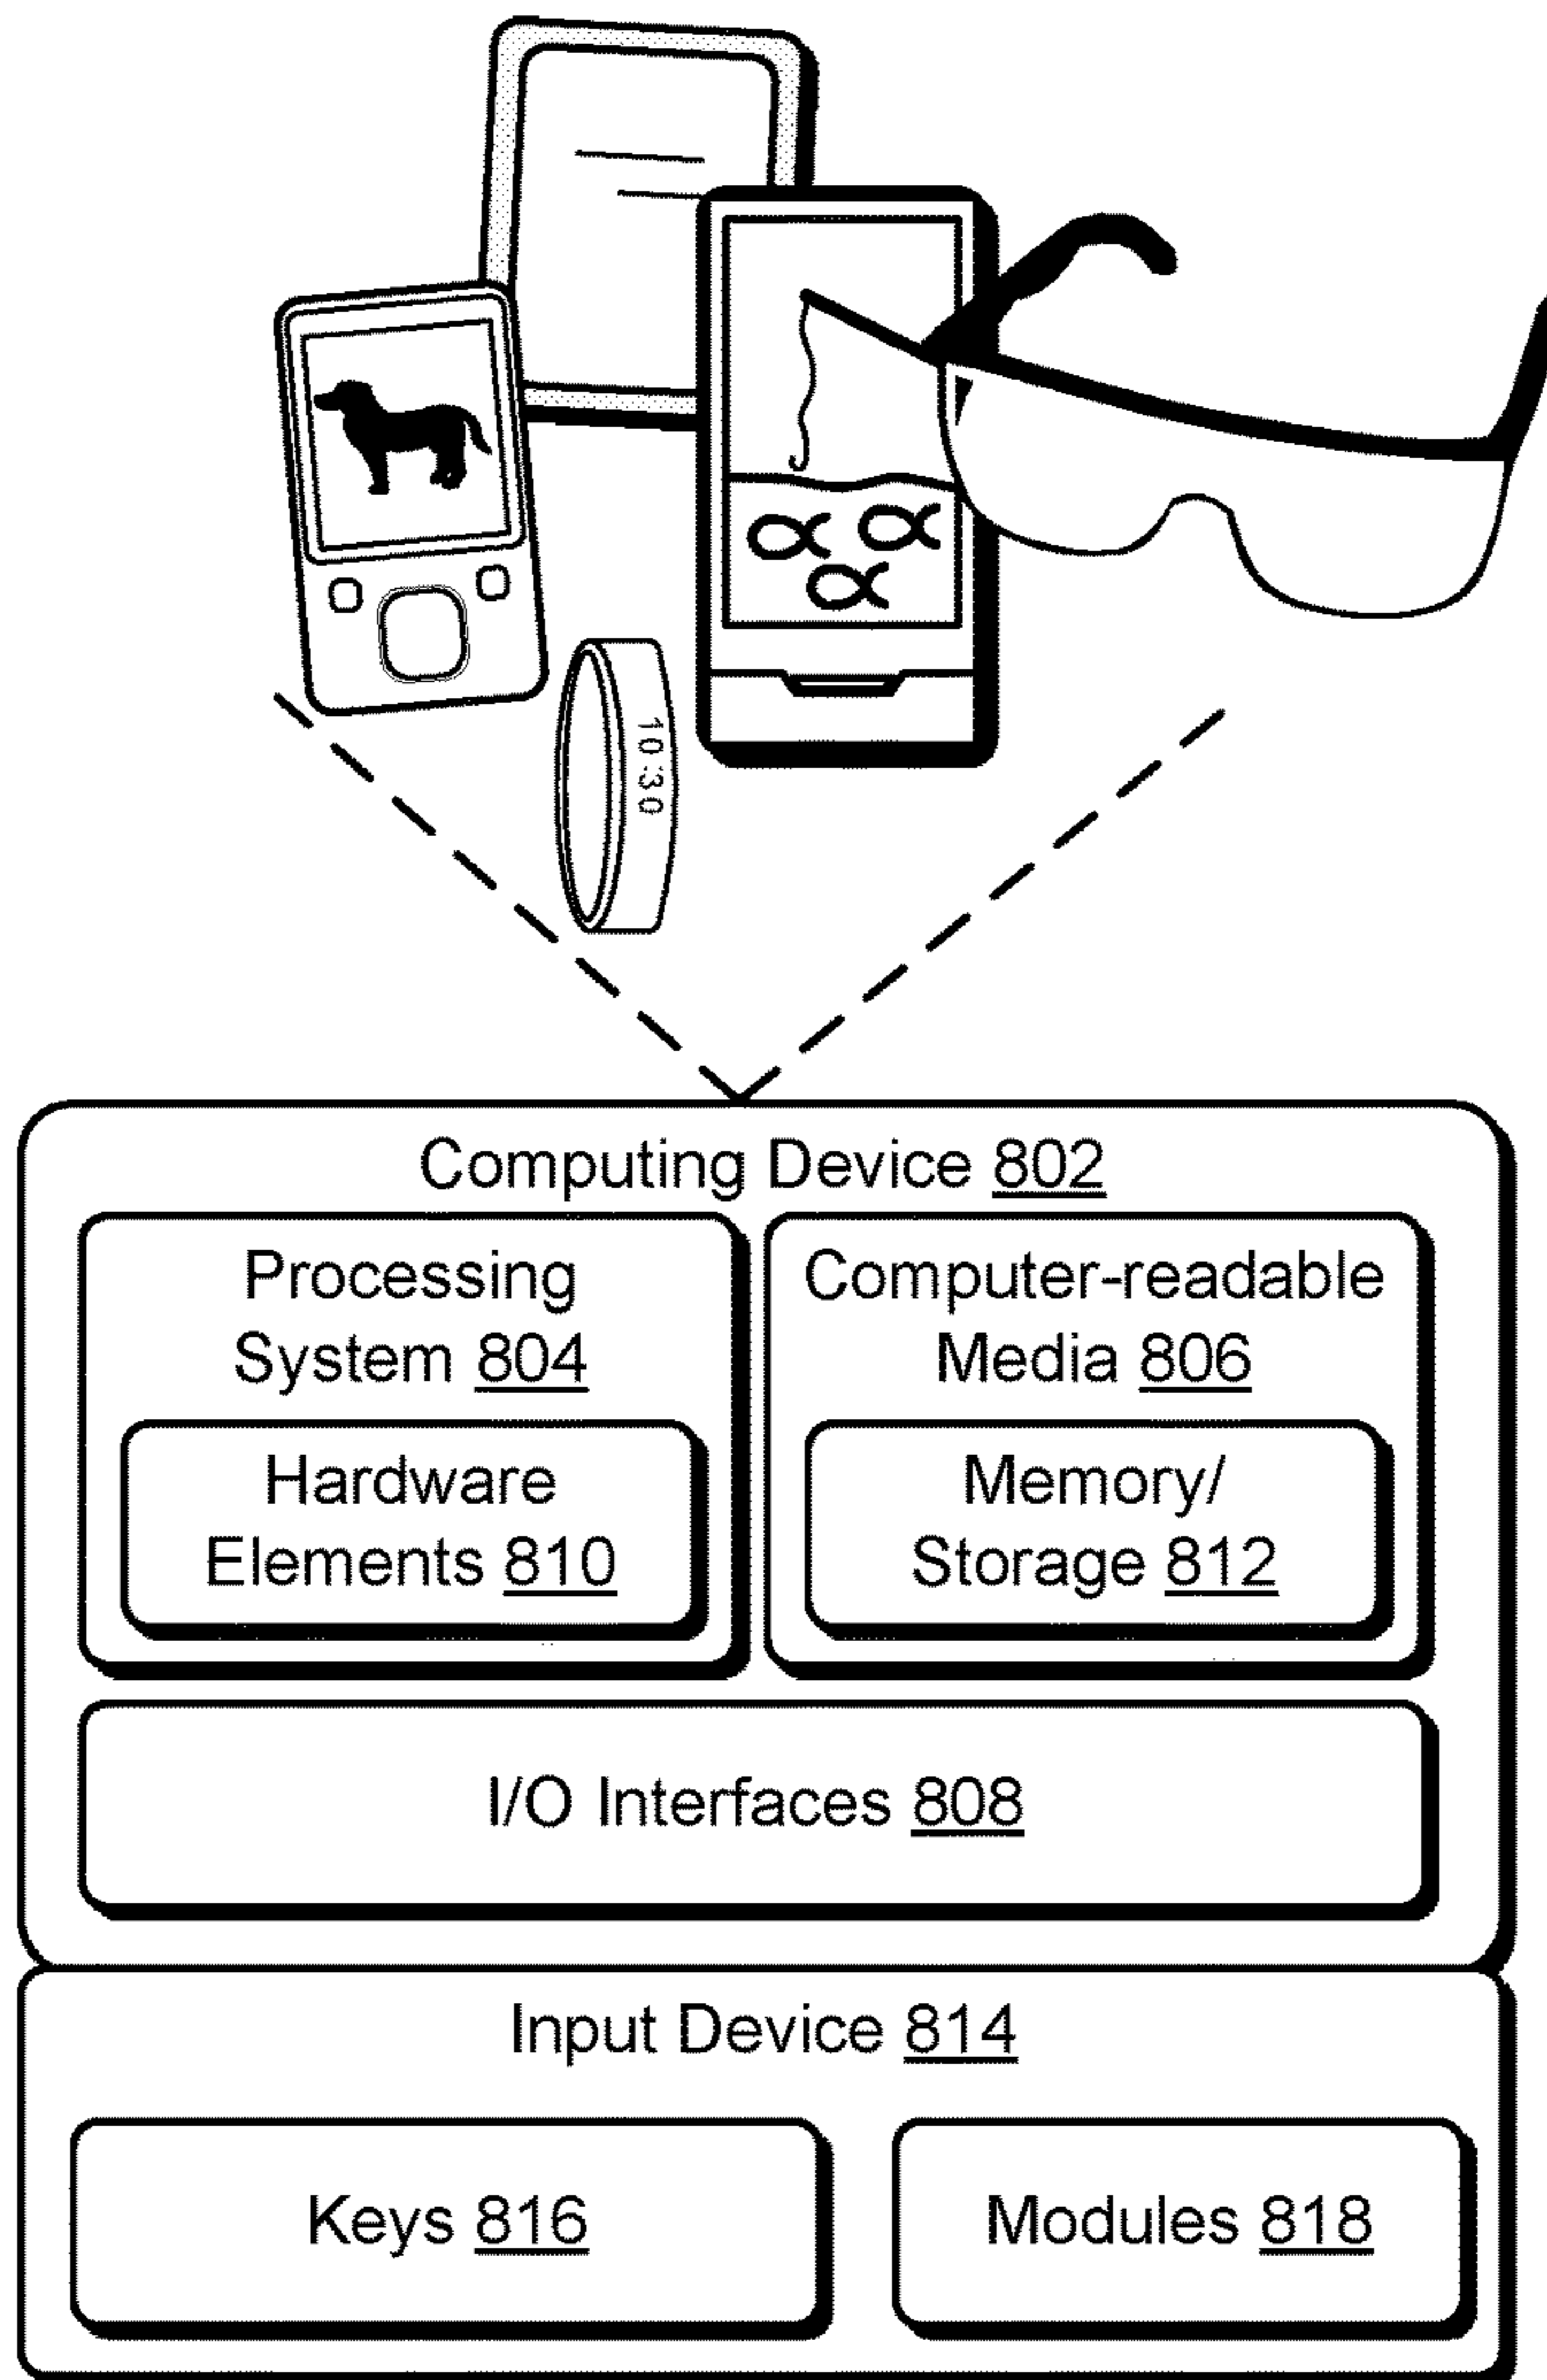 10:30
Computing Device 802
Processing
System 804
Computer-readable
Media 806
Hardware
Elements 810
Memory/
Storage 812
I/O Interfaces 808
Input Device 814
Keys 816
Modules 818